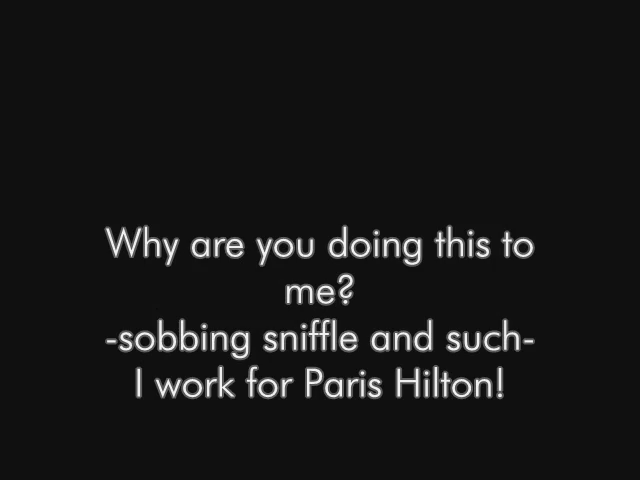 Why are you doing this to
me?
-sobbing sniffle and such-
I work for Paris Hilton!